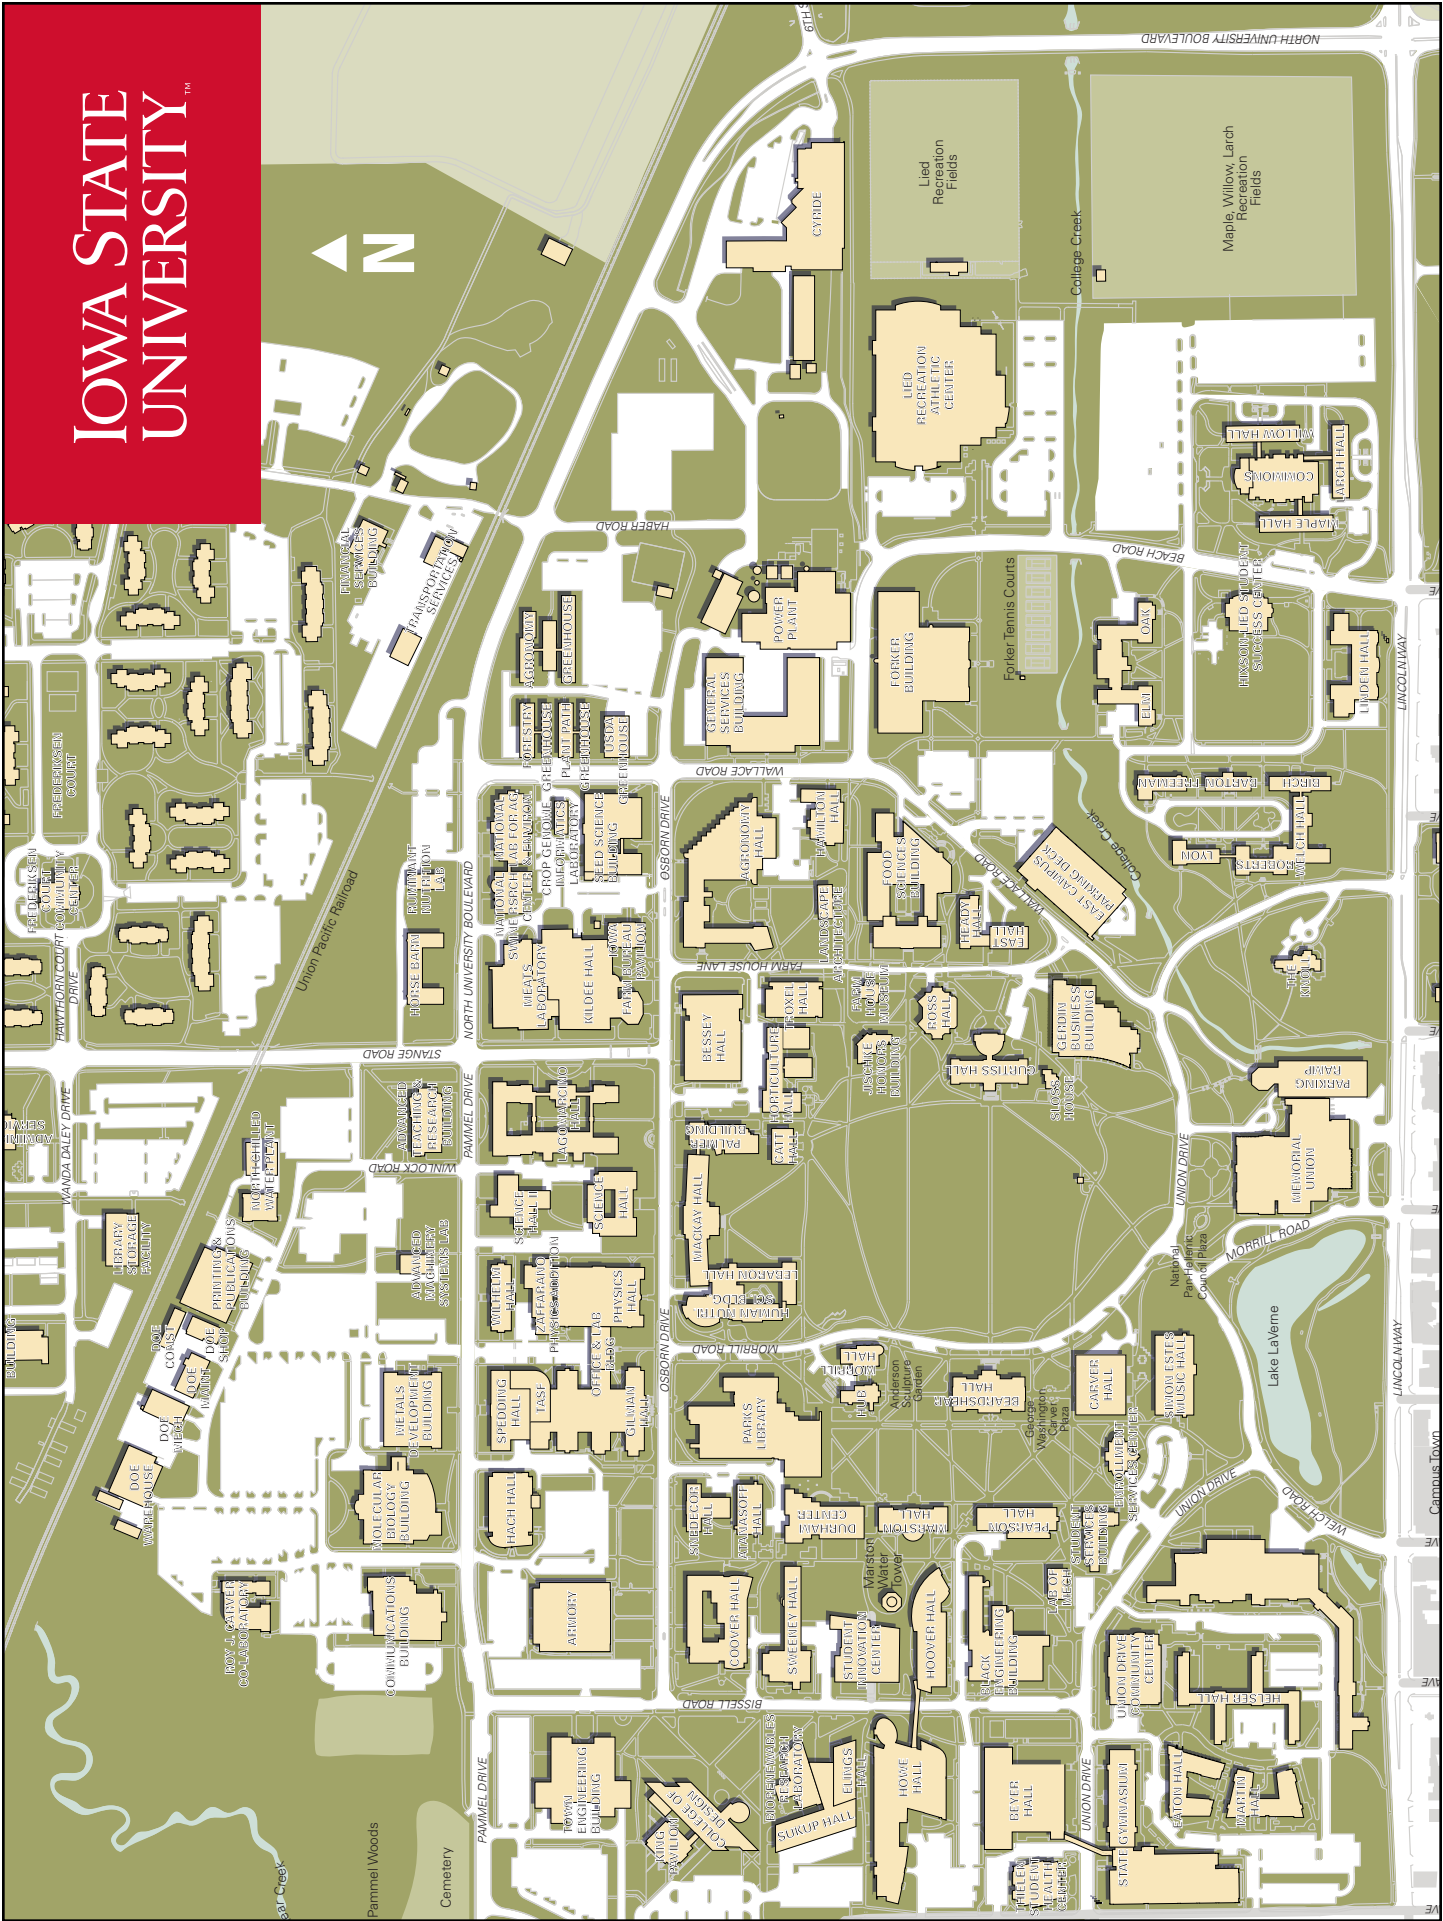 IOWA STATE
UNIVERSITY™
N
6TH S
NORTH UNIVERSITY BOULEVARD
Lied
Recreation
Fields
Maple, Willow, Larch
Recreation
Fields
College Creek
CYRIDE
LIED
RECREATION
ATHLETIC
CENTER
WILLOW HALL
COMMONS
LARCH HALL
MAPLE HALL
HABER ROAD
BEACH ROAD
FINANCIAL
SERVICES
BUILDING
TRANSPORTATION
SERVICES
AGRONOMY
GREENHOUSE
POWER
PLANT
Forker Tennis Courts
FORKER
BUILDING
OAK
ELM
HIXSON-LIED STUDENT
SUCCESS CENTER
LINDEN HALL
LINCOLN WAY
GENERAL
SERVICES
BUILDING
FORESTRY
GREENHOUSE
PLANT PATH
GREENHOUSE
USDA
GREENHOUSE
FREDERIKSEN
COURT
WALLACE ROAD
FREEMAN
BARTON
BIRCH
LYON
ROBERTS
WELCH HALL
FREDERIKSEN
COURT
COMMUNITY
CENTER
HAWTHORN COURT
DRIVE
Union Pacific Railroad
RUMINANT
NUTRITION
LAB
NORTH UNIVERSITY BOULEVARD
NATIONAL
SWINE RSRCH
CENTER
NATIONAL
LAB FOR AG
& ENVIRON.
CROP GENOME
INFORMATICS
LABORATORY
SEED SCIENCE
BUILDING
OSBORN DRIVE
AGRONOMY
HALL
HAMILTON
HALL
FOOD
SCIENCES
BUILDING
WALLACE ROAD
EAST CAMPUS
PARKING DECK
College Creek
HORSE BARN
MEATS
LABORATORY
KILDEE HALL
IOWA
FARM BUREAU
PAVILION
LANDSCAPE
ARCHITECTURE
HEADY
HALL
EAST
HALL
THE
KNOLL
FARM HOUSE LANE
STANGE ROAD
BESSEY
HALL
TROXEL
HALL
FARM
HOUSE
MUSEUM
ROSS
HALL
GERDIN
BUSINESS
BUILDING
HORTICULTURE
HALL
JISCHKE
HONORS
BUILDING
CURTISS HALL
SLOSS
HOUSE
PARKING
RAMP
ADMINI
SERVIC
WANDA DALEY DRIVE
NORTH CHILLED
WATER PLANT
ADVANCED
TEACHING &
RESEARCH
BUILDING
PAMMEL DRIVE
WINLOCK ROAD
LAGOMARCINO
HALL
PALMER
BUILDING
CATT
HALL
UNION DRIVE
MEMORIAL
UNION
LIBRARY
STORAGE
FACILITY
PRINTING &
PUBLICATIONS
BUILDING
ADVANCED
MACHINERY
SYSTEMS LAB
SCIENCE
HALL II
SCIENCE
HALL
MACKAY HALL
LEBARON HALL
HUMAN NUTR.
SCI. BLDG
National
Pan-Hellenic
Council Plaza
MORRILL ROAD
Lake LaVerne
BUILDING
DOE
CONST
DOE
SHOP
DOE
MAINT
DOE
MECH
DOE
WAREHOUSE
WILHELM
HALL
ZAFFARANO
PHYSICS ADDITION
PHYSICS
HALL
OFFICE & LAB
BLDG
OSBORN DRIVE
MORRILL ROAD
MORRILL
HALL
HUB
Anderson
Sculpture
Garden
BEARDSHEAR
HALL
George
Washington
Carver
Plaza
CARVER
HALL
SIMON ESTES
MUSIC HALL
LINCOLN WAY
METALS
DEVELOPMENT
BUILDING
SPEDDING
HALL
TASF
GILMAN
HALL
PARKS
LIBRARY
ENROLLMENT
SERVICES CENTER
UNION DRIVE
WELCH ROAD
Campus Town
MOLECULAR
BIOLOGY
BUILDING
HACH HALL
SNEDECOR
HALL
ATANASOFF
HALL
DURHAM
CENTER
MARSTON
HALL
PEARSON
HALL
STUDENT
SERVICES
BUILDING
ROY J. CARVER
CO-LABORATORY
COMMUNICATIONS
BUILDING
ARMORY
COOVER HALL
SWEENEY HALL
Marston
Water
Tower
STUDENT
INNOVATION
CENTER
HOOVER HALL
BLACK
ENGINEERING
BUILDING
LAB OF
MECH
UNION DRIVE
COMMUNITY
CENTER
HELSER HALL
BISSELL ROAD
PAMMEL DRIVE
TOWN
ENGINEERING
BUILDING
COLLEGE OF
DESIGN
KING
PAVILION
BIORENEWABLES
RESEARCH
LABORATORY
ELINGS
HALL
SUKUP HALL
HOWE
HALL
BEYER
HALL
UNION DRIVE
STATE GYMNASIUM
EATON HALL
MARTIN
HALL
THIELEN
STUDENT
HEALTH
CENTER
Pammel Woods
Cemetery
ear Creek
AVE